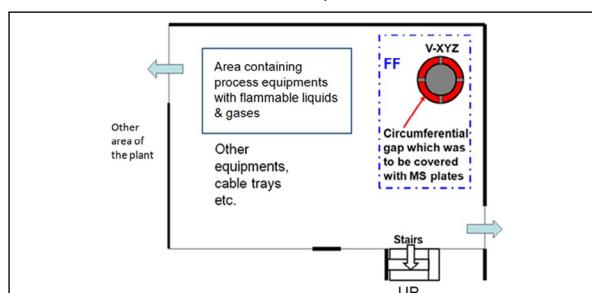 V-XYZ
FF
Area containing
process equipments
with flammable liquids
& gases
Circumferential
gap which was
to be covered
with MS plates
Other
area of
the plant
Other
equipments,
cable trays
etc.
Stairs
UP